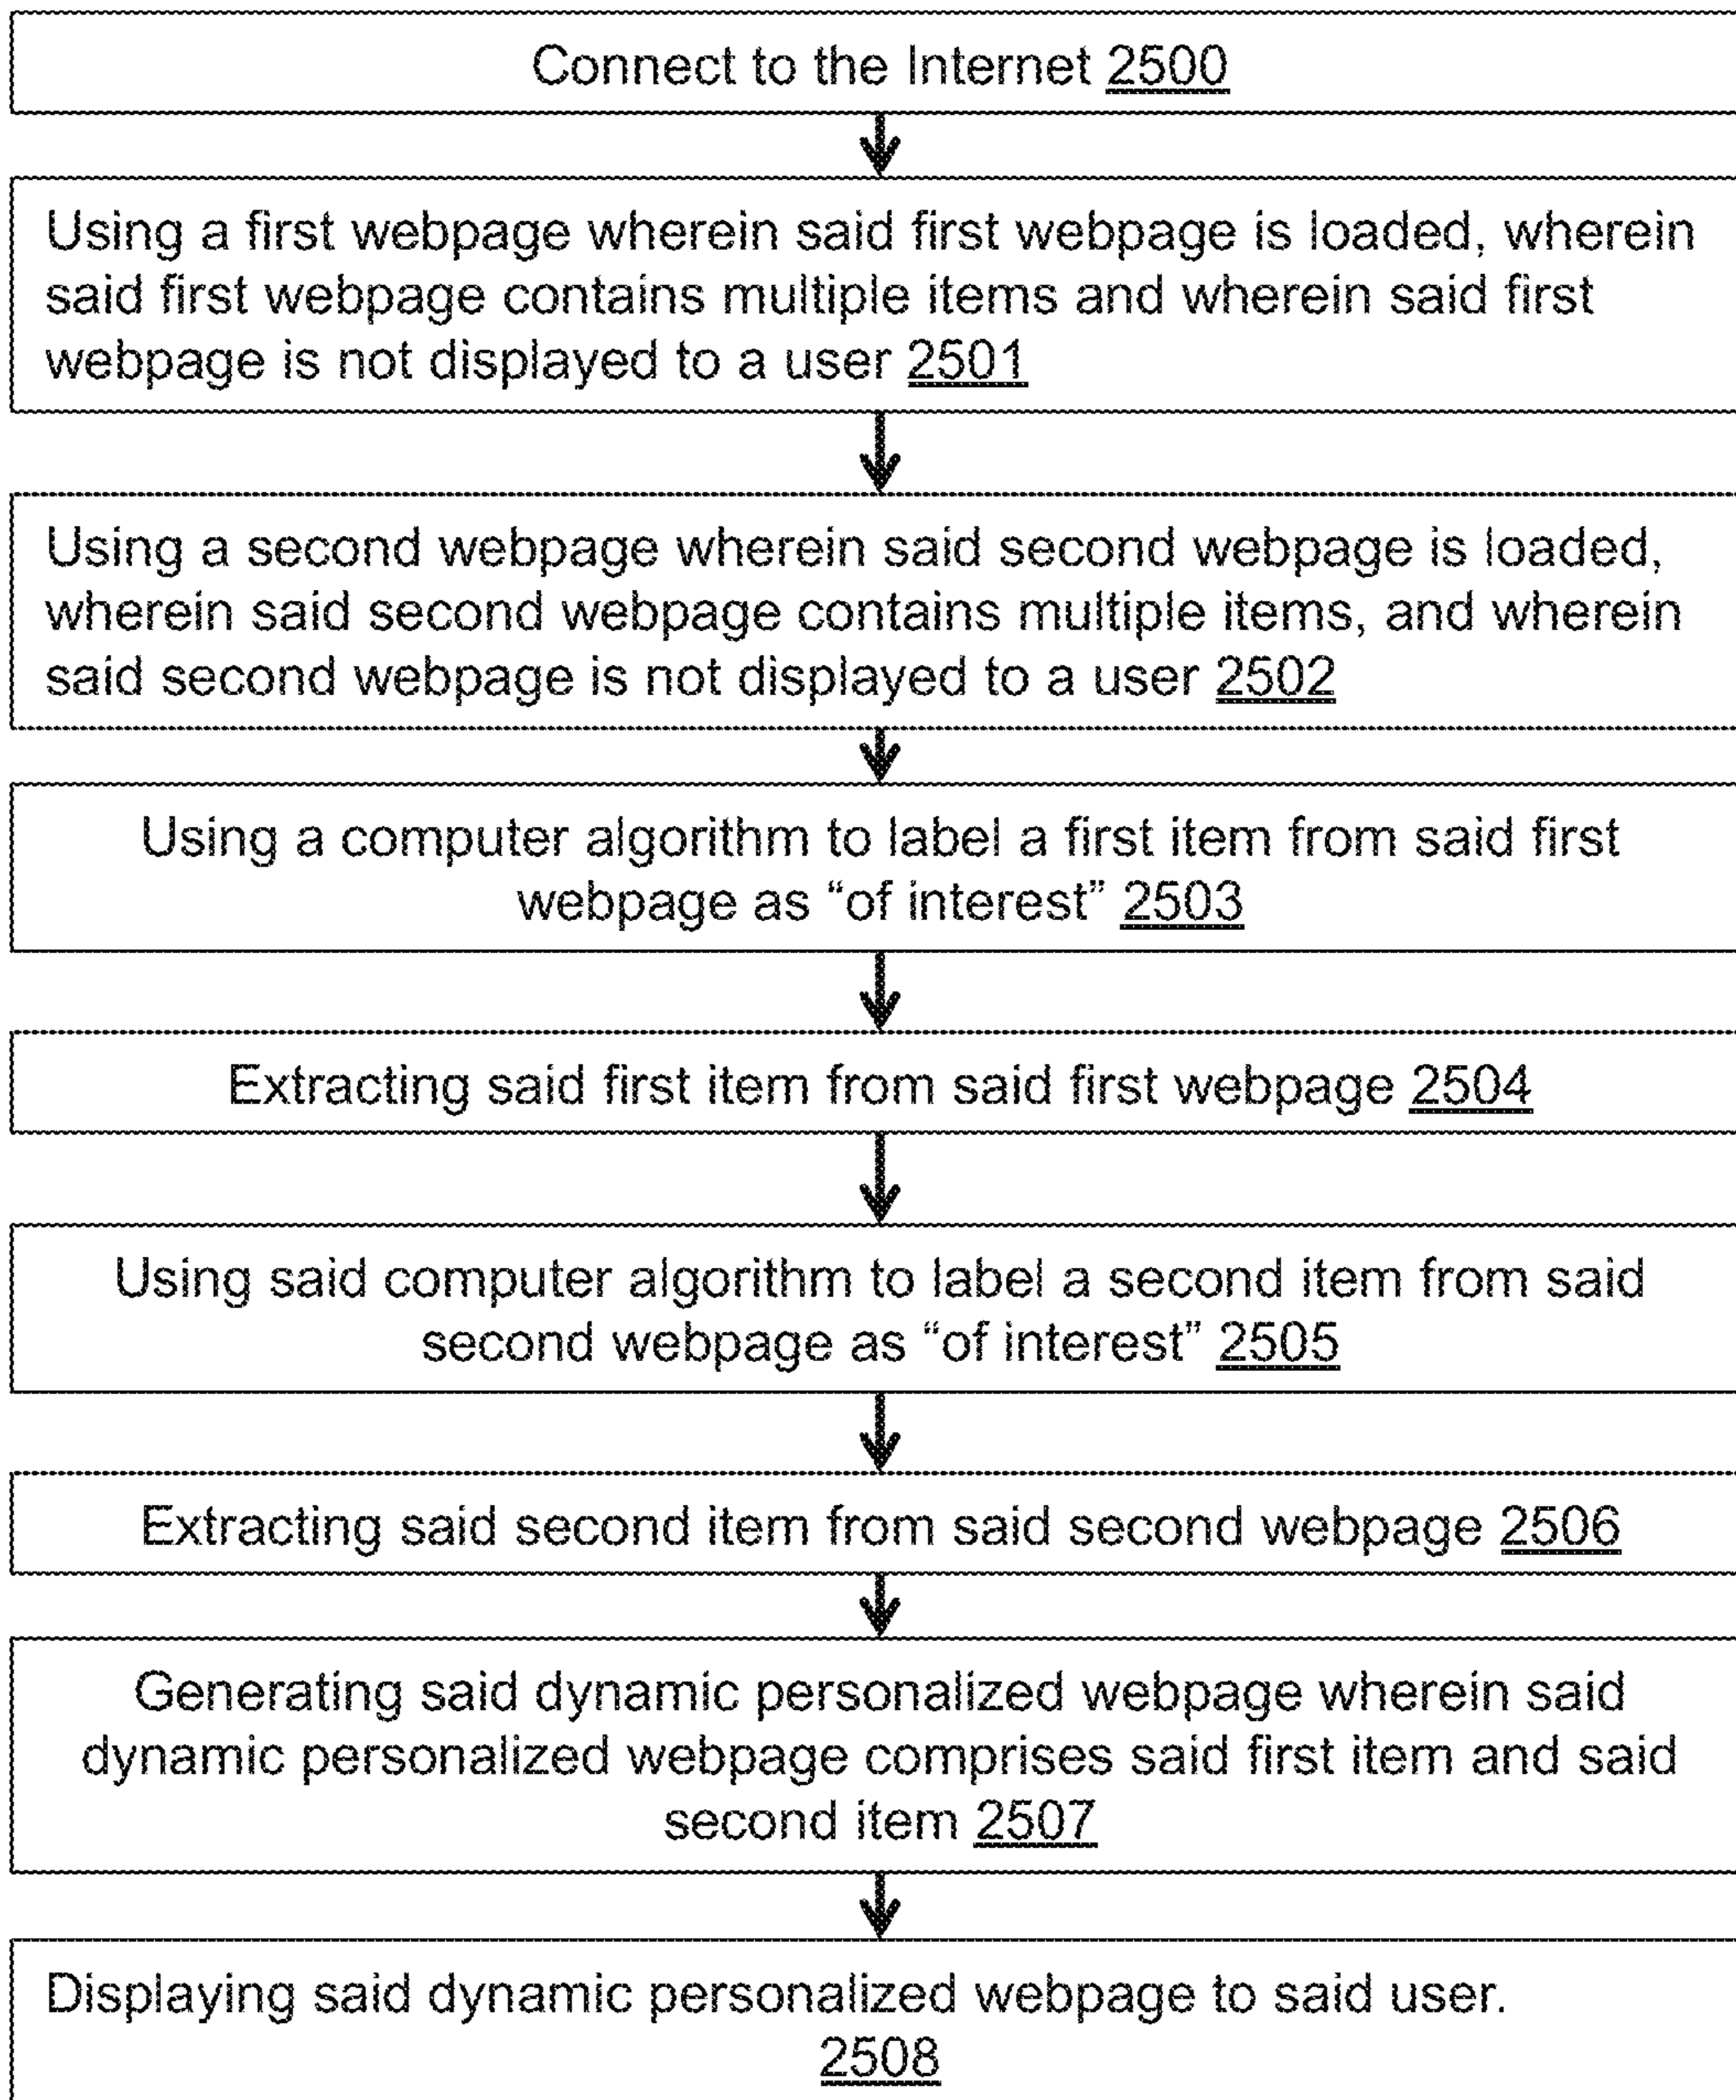 Connect to the Internet 2500
Using a first webpage wherein said first webpage is loaded, wherein
said first webpage contains multiple items and wherein said first
webpage is not displayed to a user 2501
Using a second webpage wherein said second webpage is loaded,
wherein said second webpage contains multiple items, and wherein
said second webpage is not displayed to a user 2502
Using a computer algorithm to label a first item from said first
webpage as “of interest” 2503
Extracting said first item from said first webpage 2504
Using said computer algorithm to label a second item from said
second webpage as “of interest” 2505
Extracting said second item from said second webpage 2506
Generating said dynamic personalized webpage wherein said
dynamic personalized webpage comprises said first item and said
second item 2507
Displaying said dynamic personalized webpage to said user.
2508